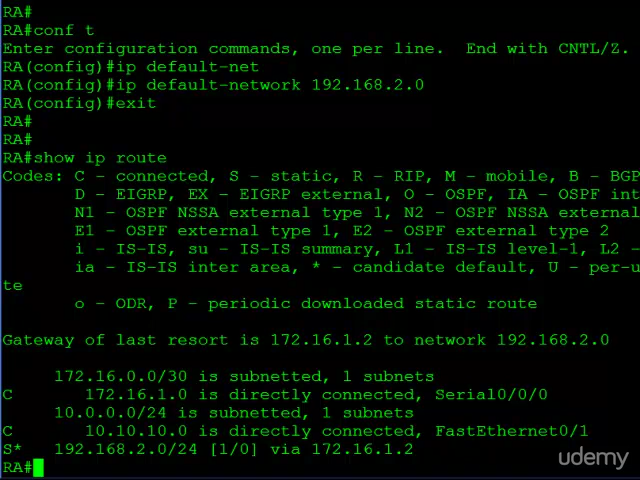 RA#
RA#conf t
Enter configuration commands, one per line.  End with CNTL/Z.
RA(config)#ip default-net
RA(config)#ip default-network 192.168.2.0
RA(config)#exit
RA#
RA#
RA#show ip route
Codes: C - connected, S - static, R - RIP, M - mobile, B - BGP
       D - EIGRP, EX - EIGRP external, O - OSPF, IA - OSPF int
       N1 - OSPF NSSA external type 1, N2 - OSPF NSSA external
       E1 - OSPF external type 1, E2 - OSPF external type 2
       i - IS-IS, su - IS-IS summary, L1 - IS-IS level-1, L2 -
       ia - IS-IS inter area, * - candidate default, U - per-u
te
       o - ODR, P - periodic downloaded static route
Gateway of last resort is 172.16.1.2 to network 192.168.2.0
     172.16.0.0/30 is subnetted, 1 subnets
C       172.16.1.0 is directly connected, Serial0/0/0
     10.0.0.0/24 is subnetted, 1 subnets
C       10.10.10.0 is directly connected, FastEthernet0/1
S*   192.168.2.0/24 [1/0] via 172.16.1.2
RA#
udemy